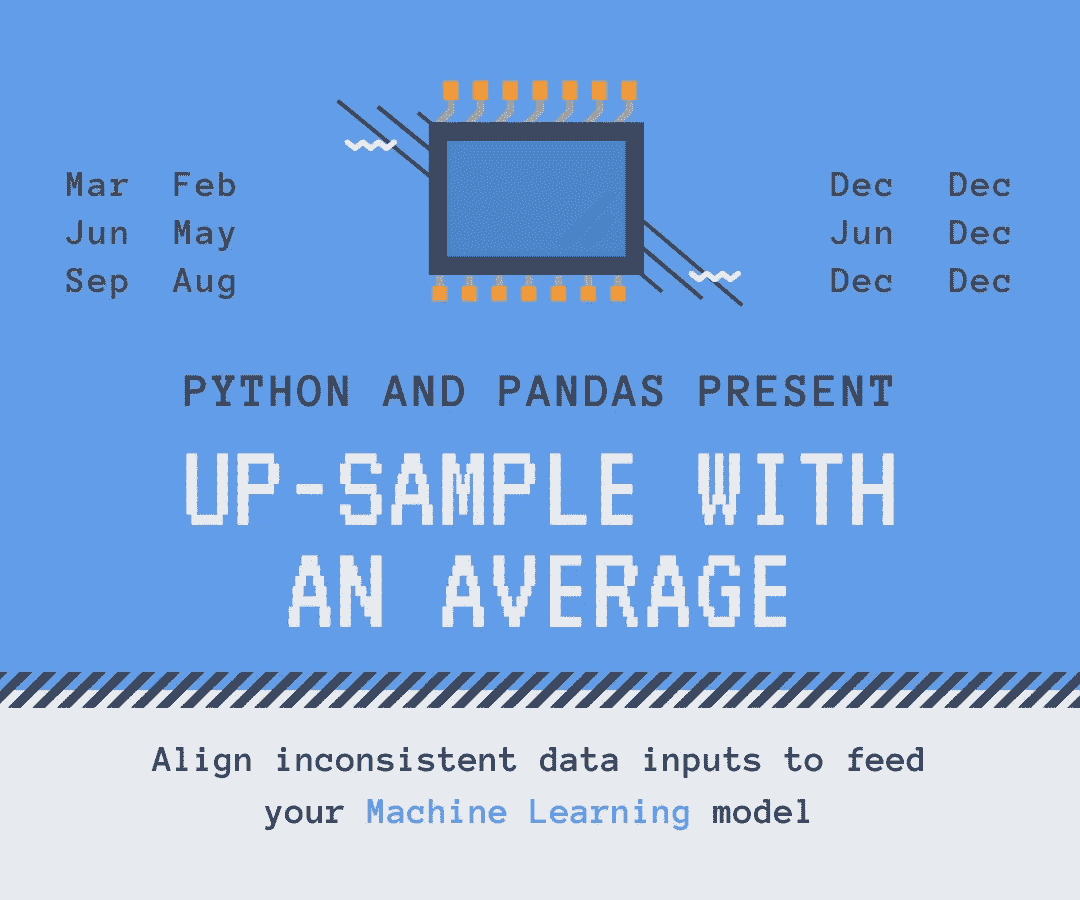 Mar Feb Dec Dec
Jun May Jun Dec
Sep Aug Dec Dec
PYTHON AND PANDAS PRESENT
UP-SAMPLE WITH
AN AVERAGE
Align inconsistent data inputs to feed
your Machine Learning model